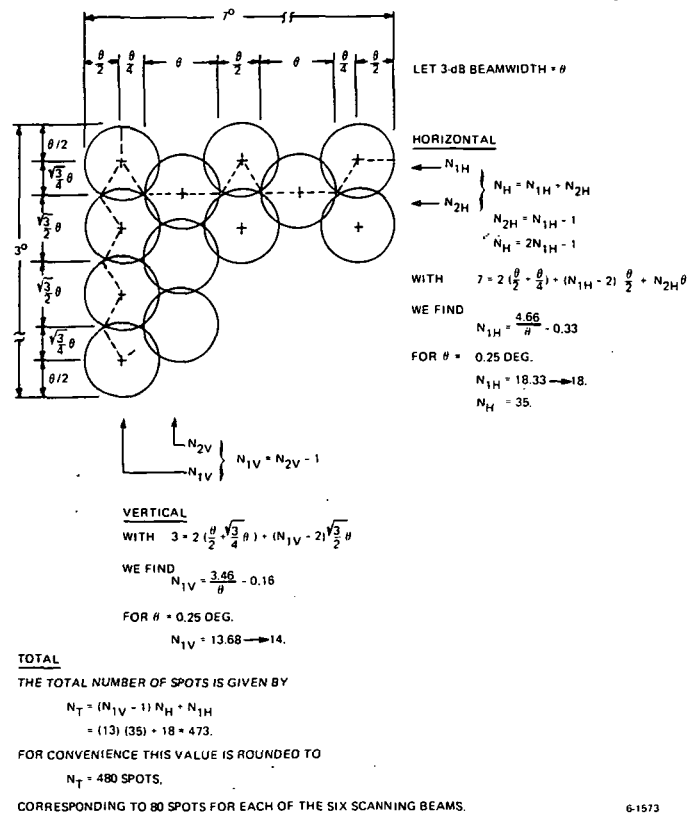 7°
θ/2 θ/4 θ θ/2 θ θ/4 θ/2
LET 3-dB BEAMWIDTH = θ
3°
θ/2
√3/4 θ
√3/2 θ
√3/2 θ
√3/4 θ
θ/2
HORIZONTAL
N1H
N2H
} NH = N1H + N2H
N2H = N1H - 1
NH = 2N1H - 1
WITH 7 = 2 (θ/2 + θ/4) + (N1H - 2) θ/2 + N2H θ
WE FIND
N1H = 4.66/θ - 0.33
FOR θ = 0.25 DEG.
N1H = 18.33 → 18.
NH = 35.
N2V
N1V
} N1V = N2V - 1
VERTICAL
WITH 3 = 2 (θ/2 + √3/4 θ) + (N1V - 2) √3/2 θ
WE FIND
N1V = 3.46/θ - 0.16
FOR θ = 0.25 DEG.
N1V = 13.68 → 14.
TOTAL
THE TOTAL NUMBER OF SPOTS IS GIVEN BY
NT = (N1V - 1) NH + N1H
= (13) (35) + 18 = 473.
FOR CONVENIENCE THIS VALUE IS ROUNDED TO
NT = 480 SPOTS,
CORRESPONDING TO 80 SPOTS FOR EACH OF THE SIX SCANNING BEAMS.
6-1573